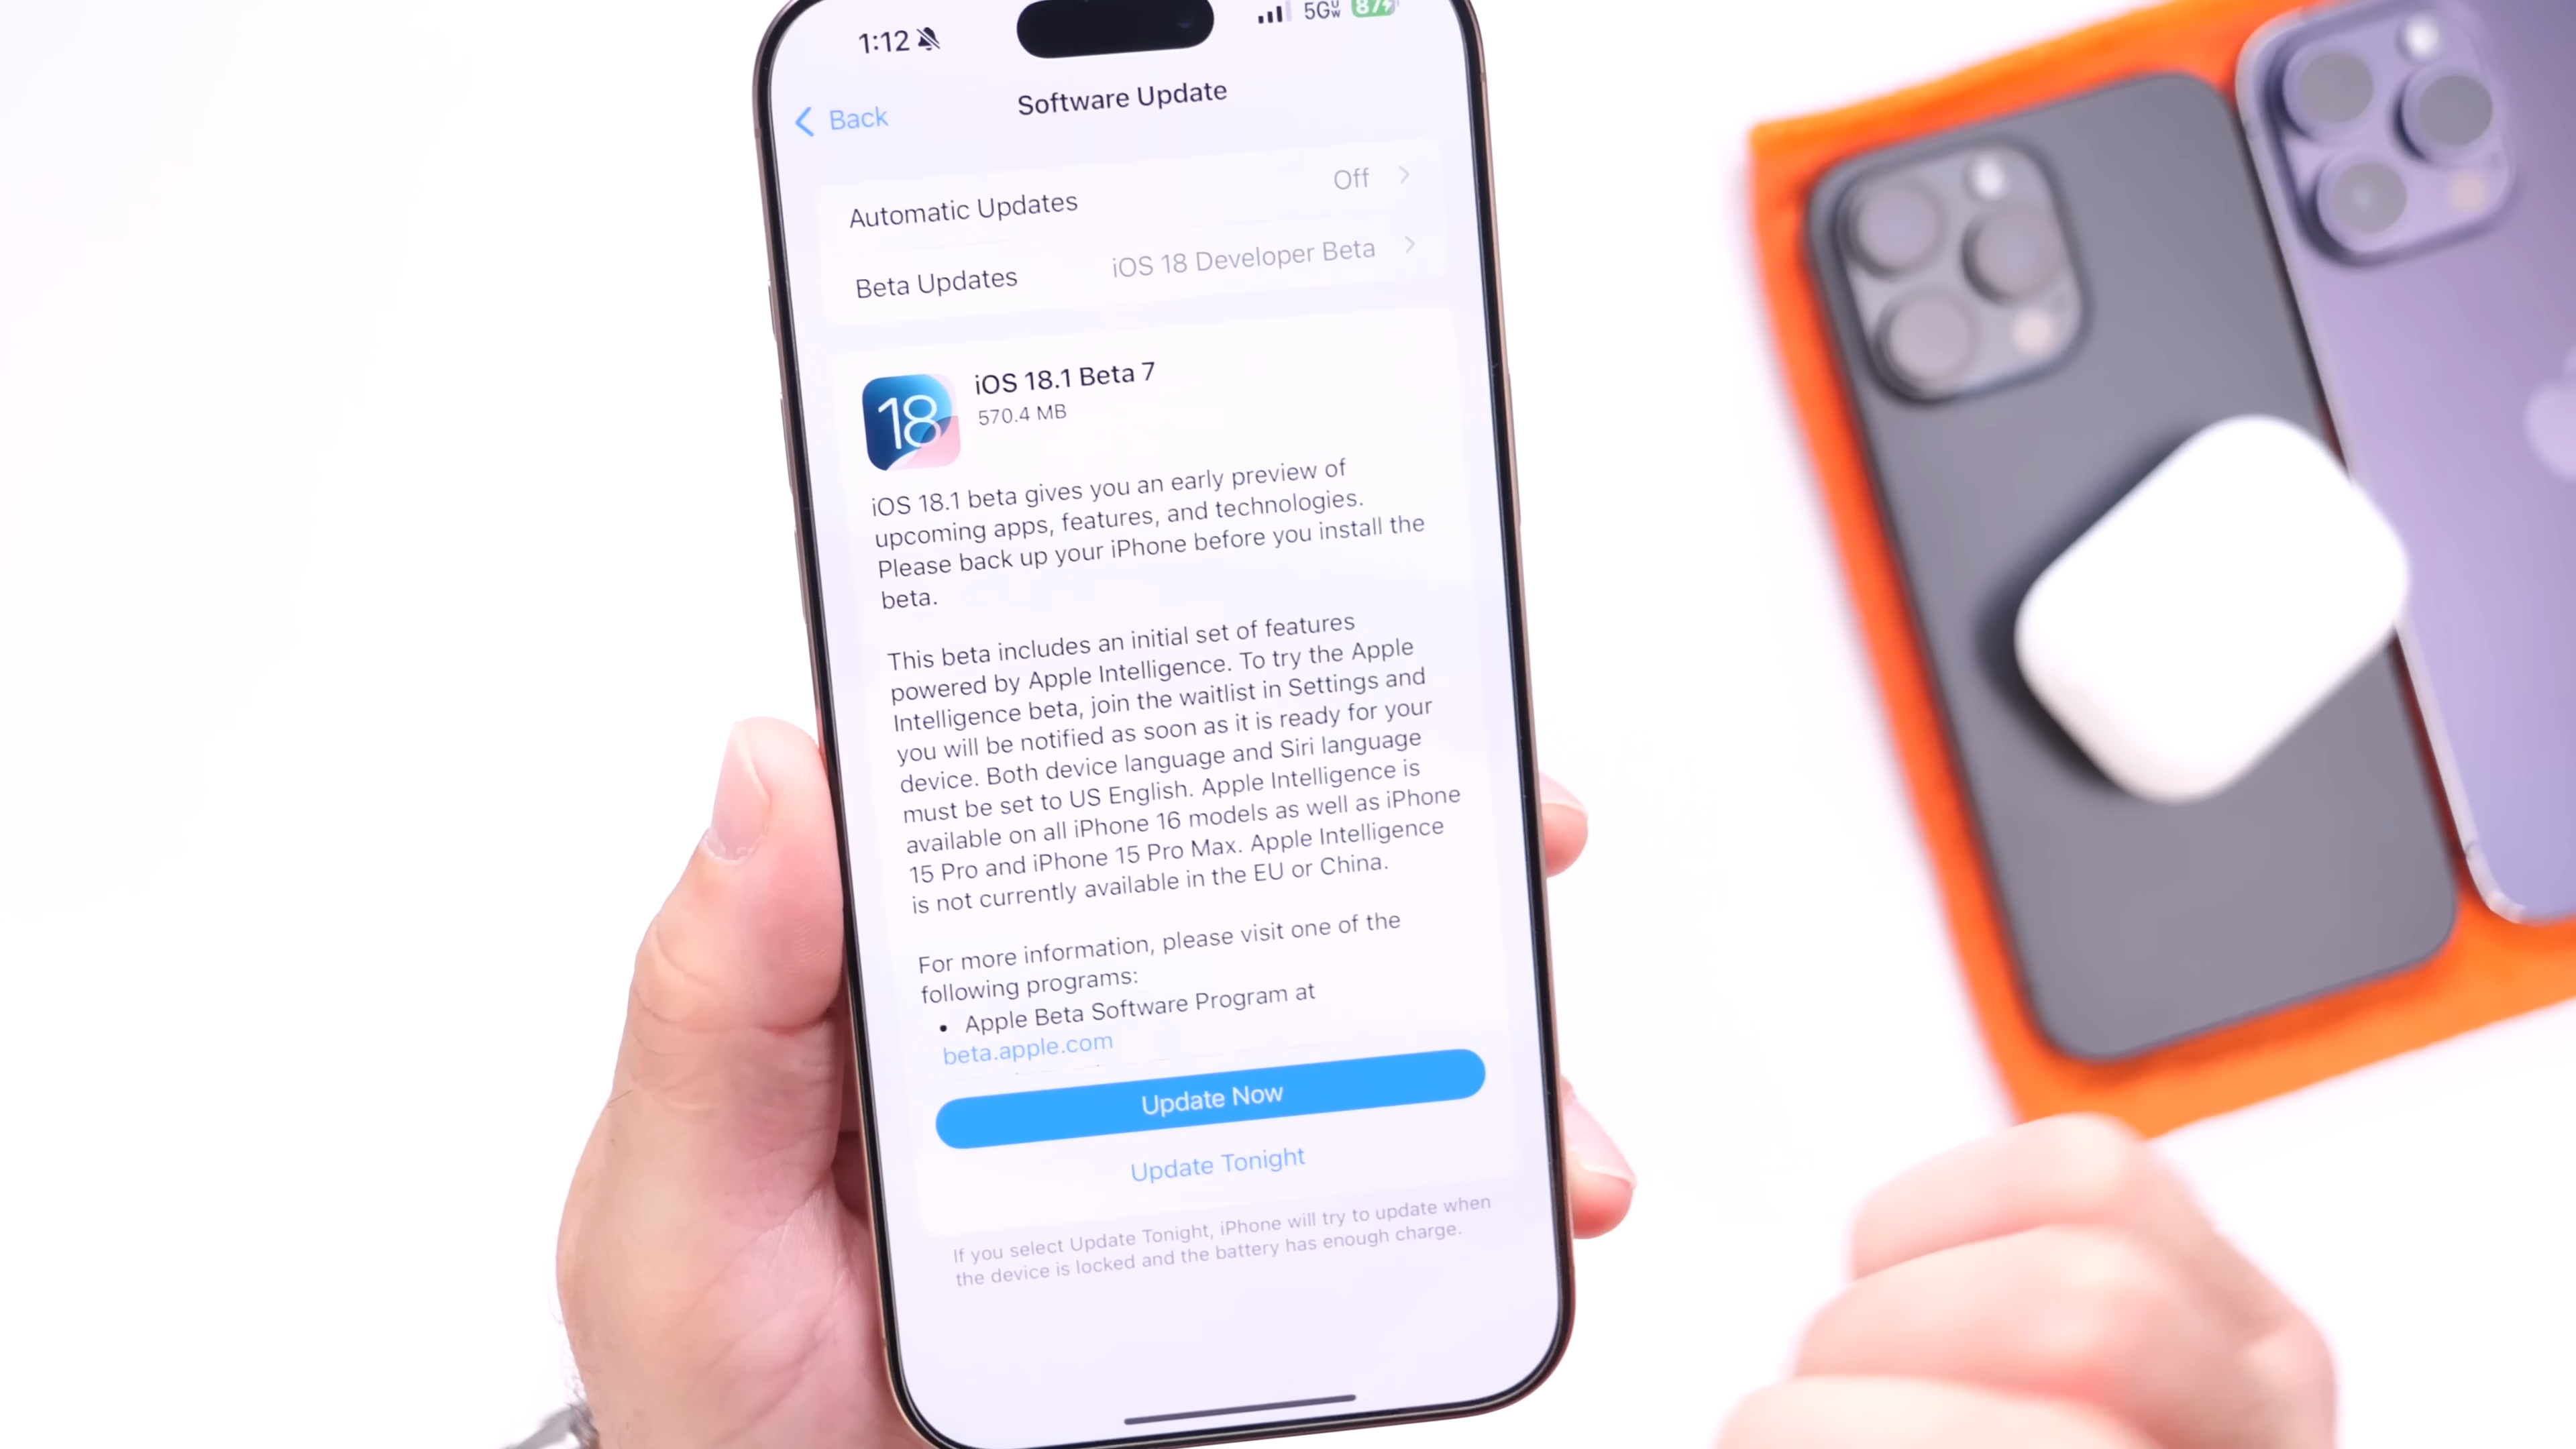 1:12
5G
87
Back
Software Update
Automatic Updates
Off
Beta Updates
iOS 18 Developer Beta
18
iOS 18.1 Beta 7
570.4 MB
iOS 18.1 beta gives you an early preview of
upcoming apps, features, and technologies.
Please back up your iPhone before you install the
beta.
This beta includes an initial set of features
powered by Apple Intelligence. To try the Apple
Intelligence beta, join the waitlist in Settings and
you will be notified as soon as it is ready for your
device. Both device language and Siri language
must be set to US English. Apple Intelligence is
available on all iPhone 16 models as well as iPhone
15 Pro and iPhone 15 Pro Max. Apple Intelligence
is not currently available in the EU or China.
For more information, please visit one of the
following programs:
• Apple Beta Software Program at
beta.apple.com
Update Now
Update Tonight
If you select Update Tonight, iPhone will try to update when
the device is locked and the battery has enough charge.